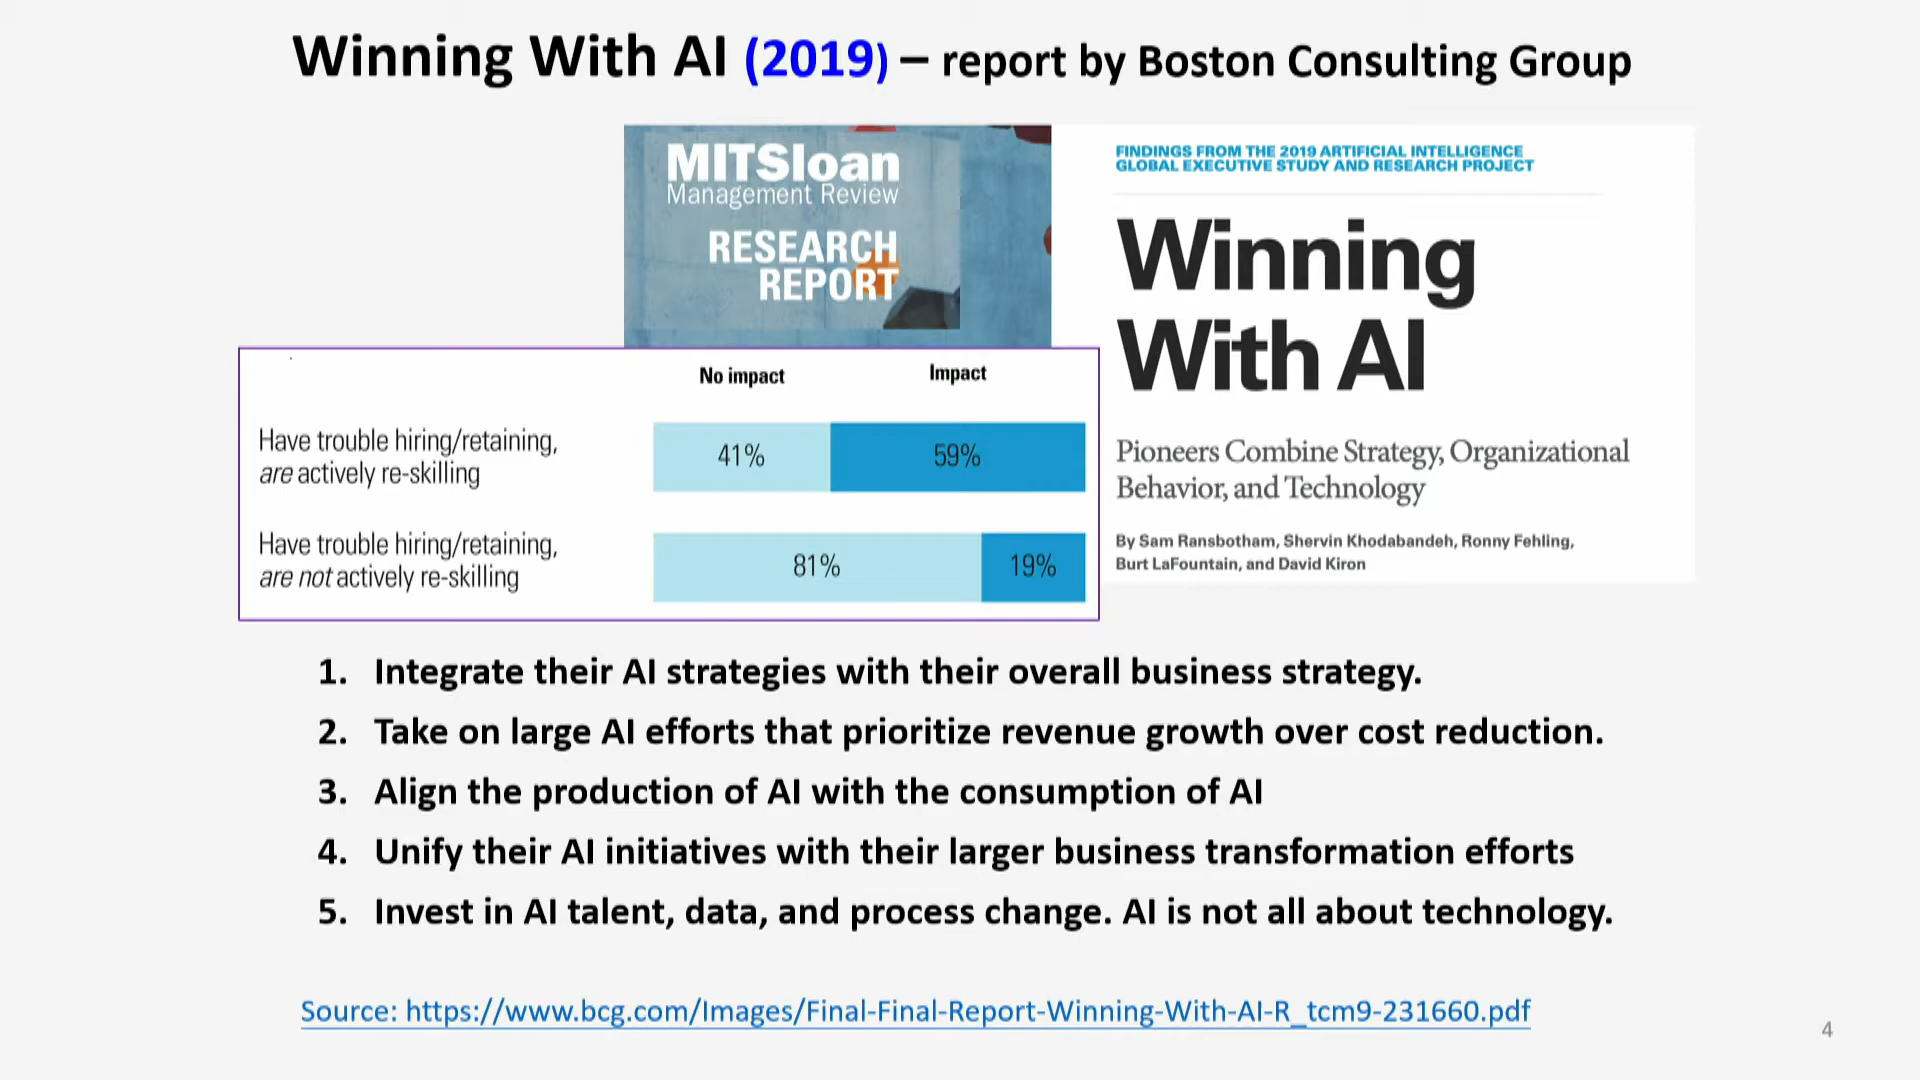 Winning With AI (2019) – report by Boston Consulting Group
MITSloan
Management Review
RESEARCH
REPORT
FINDINGS FROM THE 2019 ARTIFICIAL INTELLIGENCE
GLOBAL EXECUTIVE STUDY AND RESEARCH PROJECT
Winning
With AI
Pioneers Combine Strategy, Organizational
Behavior, and Technology
By Sam Ransbotham, Shervin Khodabandeh, Ronny Fehling,
Burt LaFountain, and David Kiron
No impact Impact
Have trouble hiring/retaining,
are actively re-skilling
41% 59%
Have trouble hiring/retaining,
are not actively re-skilling
81% 19%
1. Integrate their AI strategies with their overall business strategy.
2. Take on large AI efforts that prioritize revenue growth over cost reduction.
3. Align the production of AI with the consumption of AI
4. Unify their AI initiatives with their larger business transformation efforts
5. Invest in AI talent, data, and process change. AI is not all about technology.
Source: https://www.bcg.com/Images/Final-Final-Report-Winning-With-AI-R_tcm9-231660.pdf
4